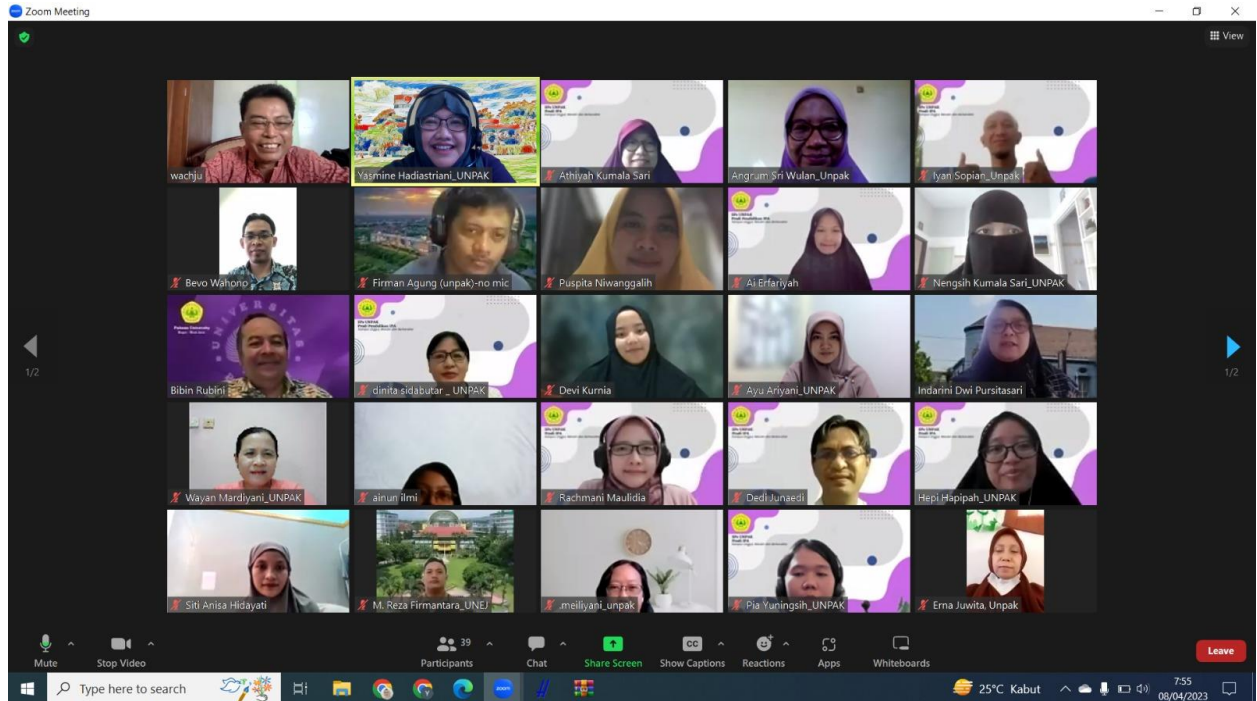 Zoom Meeting
View
wachju
Yasmine Hadiastriani_UNPAK
Athiyah Kumala Sari
Angrum Sri Wulan_Unpak
Iyan Sopian_Unpak
Bevo Wahono
Firman Agung (unpak)-no mic
Puspita Niwanggalih
Ai Erfariyah
Nengsih Kumala Sari_UNPAK
UNIVERSITAS
Bibin Rubini
dinita sidabutar _ UNPAK
Devi Kurnia
Ayu Ariyani_UNPAK
Indarini Dwi Pursitasari
1/2
1/2
Wayan Mardiyani_UNPAK
ainun ilmi
Rachmani Maulidia
Dedi Junaedi
Hepi Hapipah_UNPAK
Siti Anisa Hidayati
M. Reza Firmantara_UNEJ
.meiliyani_unpak
Pia Yuningsih_UNPAK
Erna Juwita, Unpak
Mute
Stop Video
39
Participants
Chat
Share Screen
CC
Show Captions
Reactions
Apps
Whiteboards
Leave
Type here to search
zoom
25°C Kabut
7:55
08/04/2023